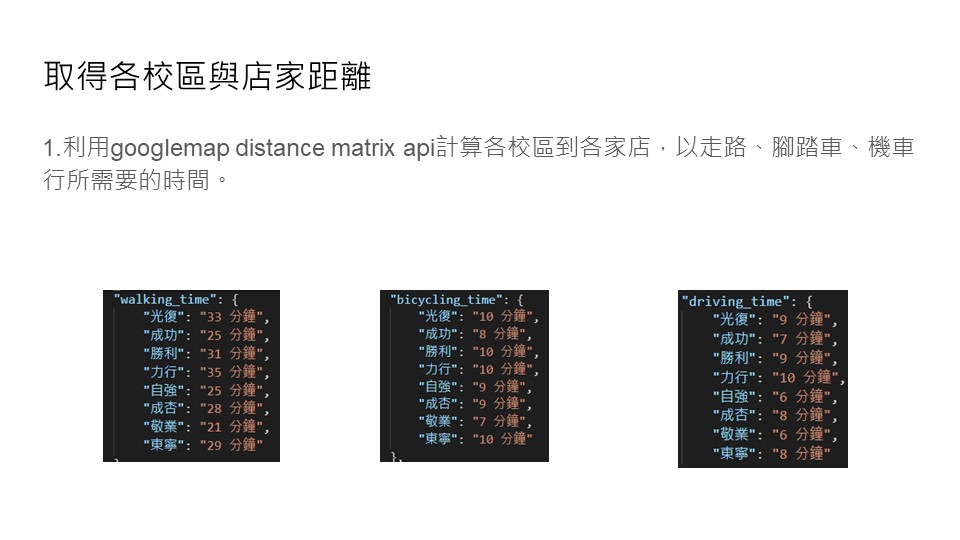 取得各校區與店家距離
1.利用googlemap distance matrix api計算各校區到各家店，以走路、腳踏車、機車
行所需要的時間。
"walking_time": {
"光復": "33 分鐘",
"成功": "25 分鐘",
"勝利": "31 分鐘",
"力行": "35 分鐘",
"自強": "25 分鐘",
"成杏": "28 分鐘",
"敬業": "21 分鐘",
"東寧": "29 分鐘"
"bicycling_time": {
"光復": "10 分鐘",
"成功": "8 分鐘",
"勝利": "10 分鐘",
"力行": "10 分鐘",
"自強": "9 分鐘",
"成杏": "9 分鐘",
"敬業": "7 分鐘",
"東寧": "10 分鐘"
},
"driving_time": {
"光復": "9 分鐘",
"成功": "7 分鐘",
"勝利": "9 分鐘",
"力行": "10 分鐘",
"自強": "6 分鐘",
"成杏": "8 分鐘",
"敬業": "6 分鐘",
"東寧": "8 分鐘"